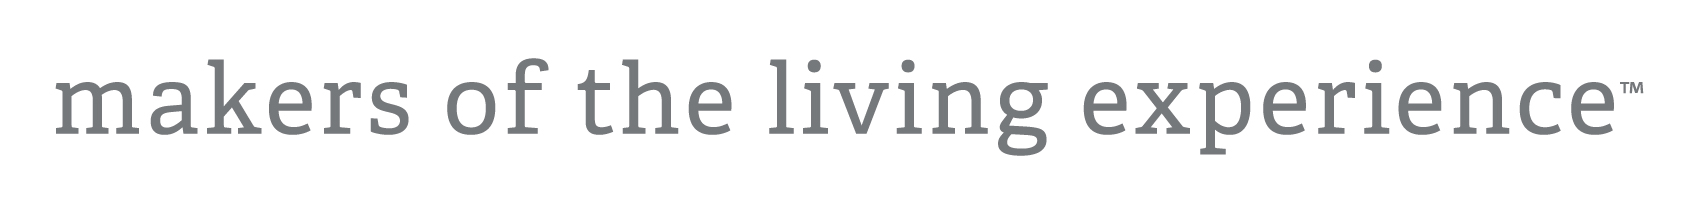 makers of the living experience™